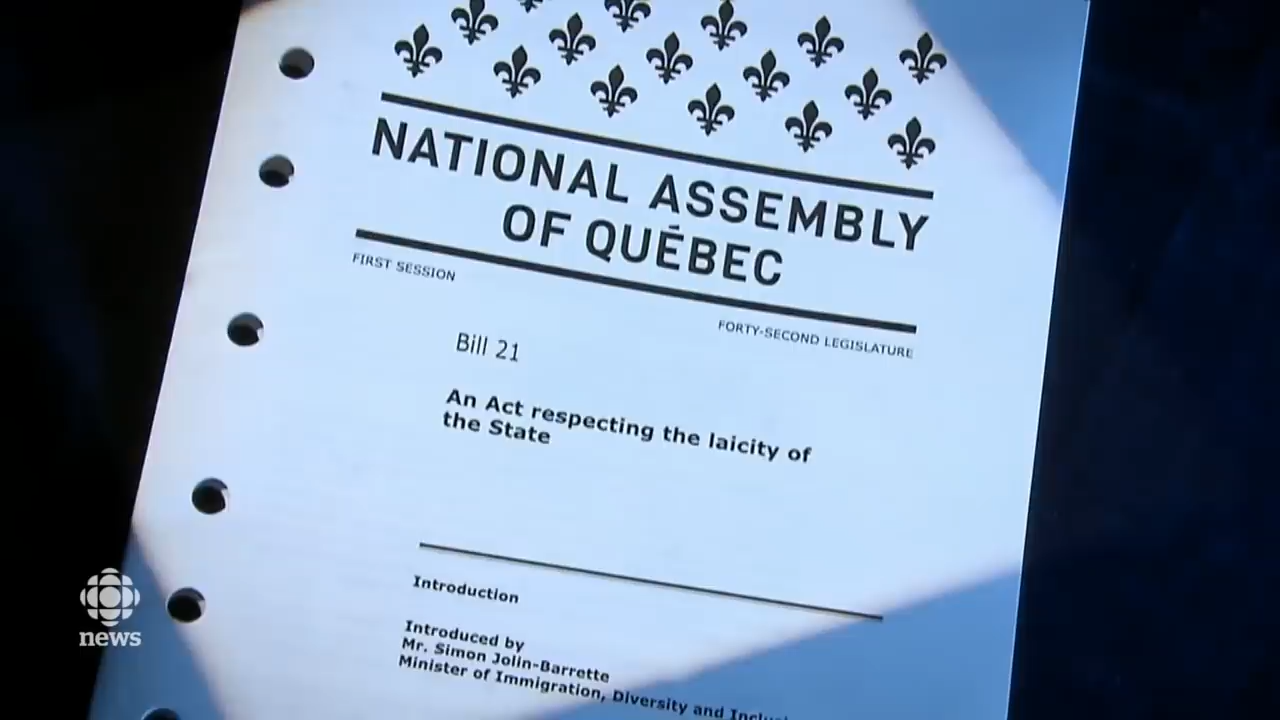 NATIONAL ASSEMBLY
OF QUÉBEC
FIRST SESSION
FORTY-SECOND LEGISLATURE
Bill 21
An Act respecting the laicity of
the State
Introduction
Introduced by
Mr. Simon Jolin-Barrette
Minister of Immigration, Diversity and
news